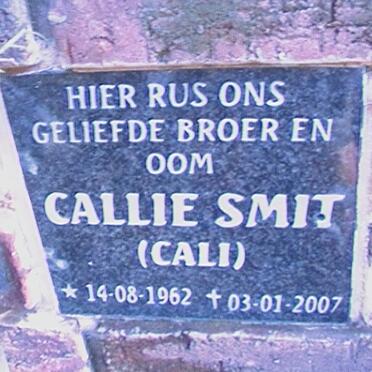 HIER RUS ONS
GELIEFDE BROER EN
OOM
CALLIE SMIT
(CALI)
★ 14-08-1962 ✝ 03-01-2007